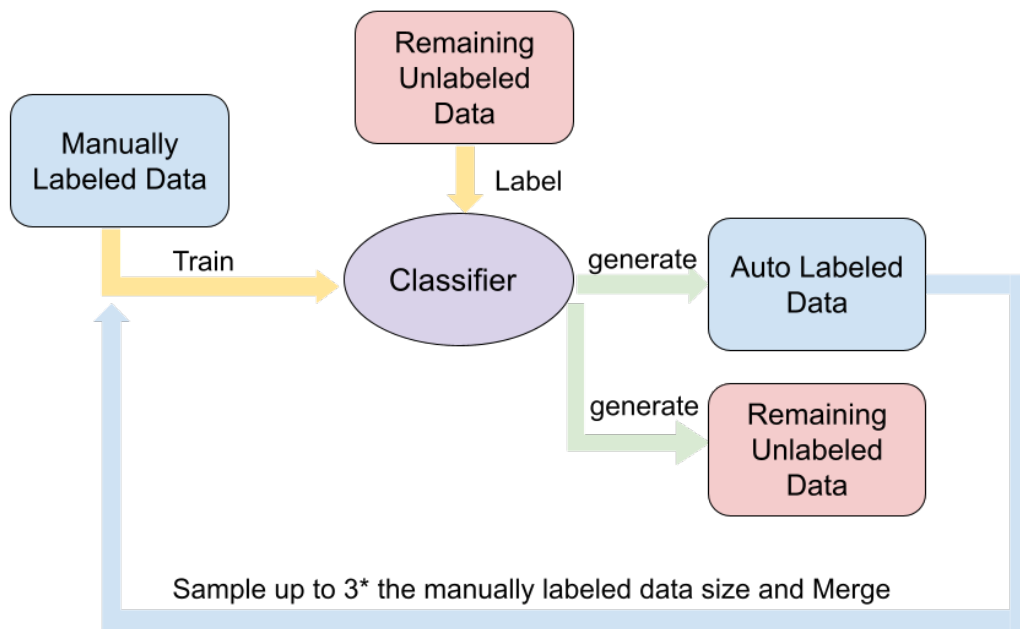 Remaining
Unlabeled
Data
Manually
Labeled Data
Label
Train
Classifier
generate
Auto Labeled
Data
generate
Remaining
Unlabeled
Data
Sample up to 3* the manually labeled data size and Merge